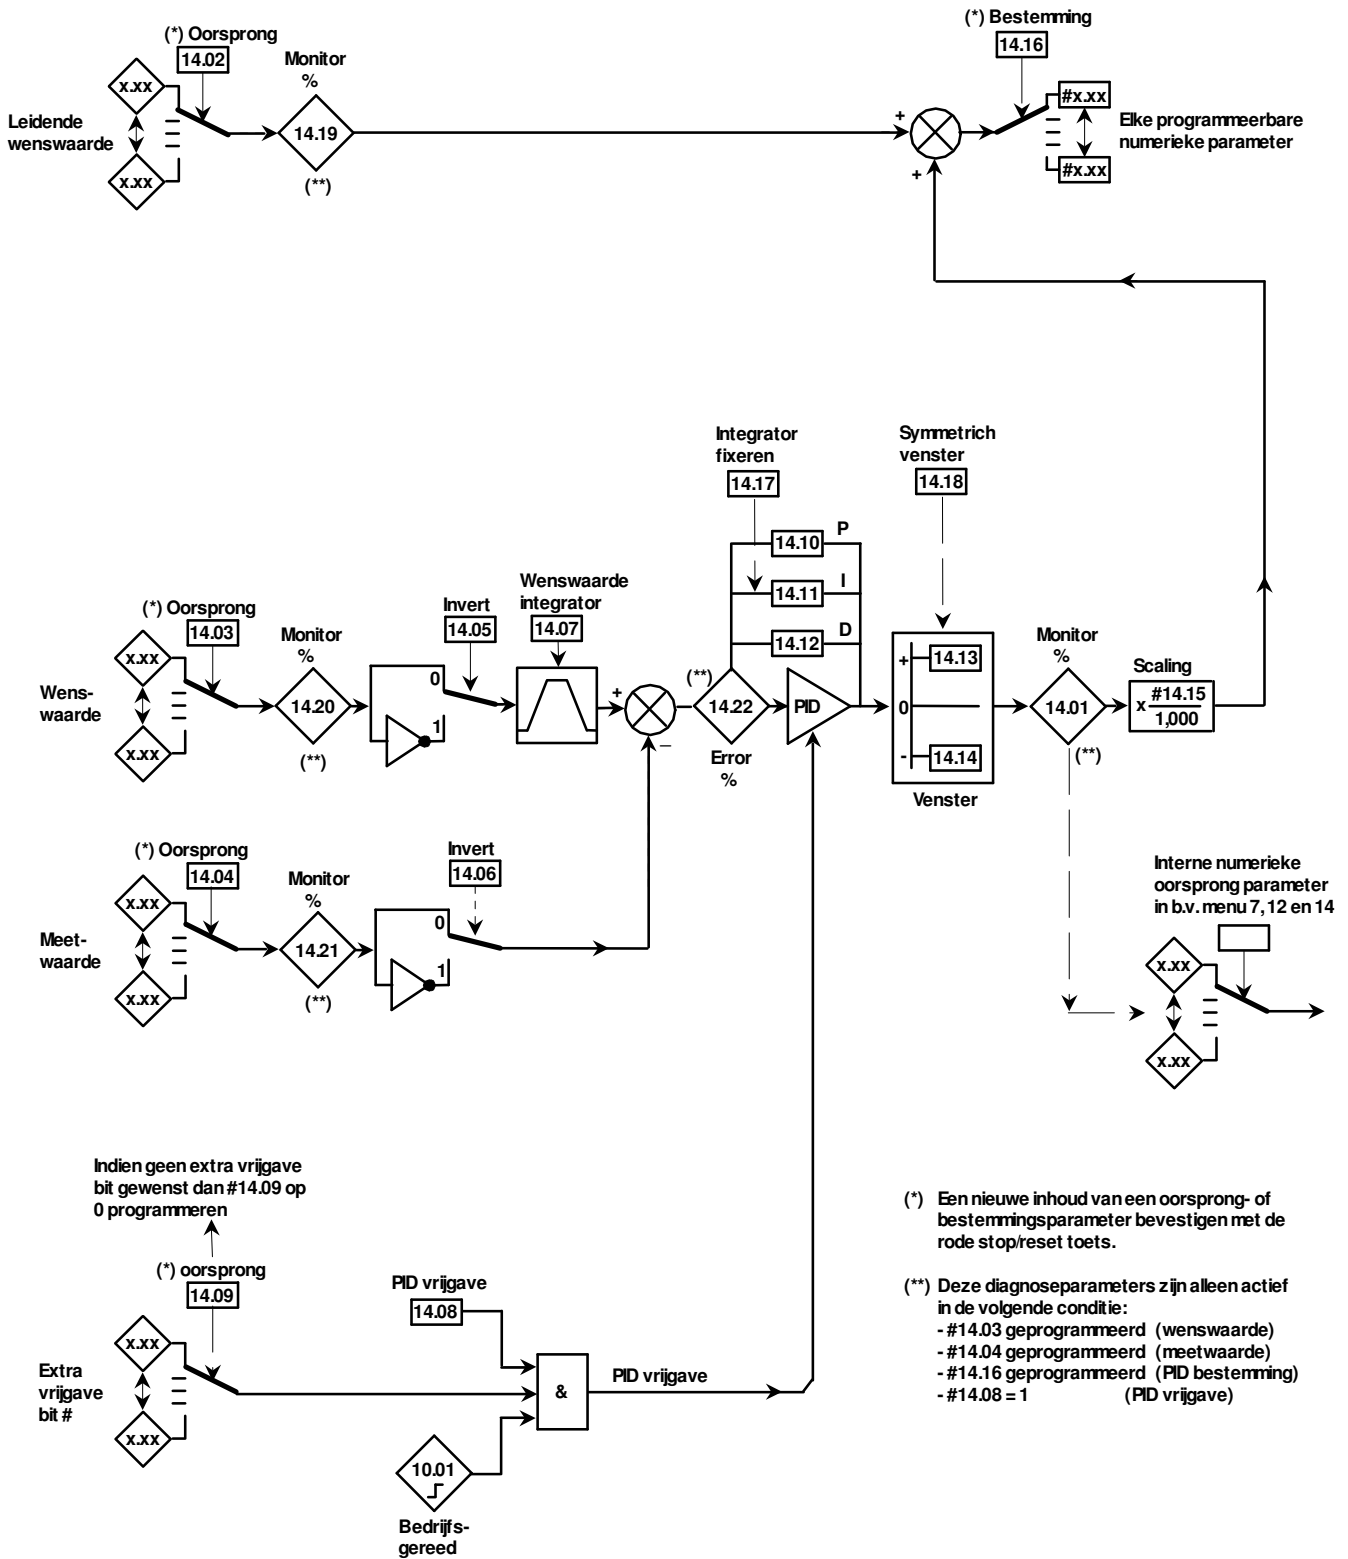 (*) Oorsprong
14.02
Monitor
%
x.xx
Leidende
wenswaarde
x.xx
14.19
(**)
(*) Bestemming
14.16
+
+
#x.xx
#x.xx
Elke programmeerbare
numerieke parameter
Integrator
fixeren
14.17
Symmetrich
venster
14.18
P
14.10
I
14.11
D
14.12
(*) Oorsprong
14.03
Monitor
%
x.xx
Wens-
waarde
x.xx
14.20
(**)
Invert
14.05
0
1
Wenswaarde
integrator
14.07
+
–
(**)
14.22
Error
%
PID
+
14.13
0
-
14.14
Venster
Monitor
%
14.01
(**)
Scaling
x #14.15
1,000
(*) Oorsprong
14.04
Monitor
%
x.xx
Meet-
waarde
x.xx
14.21
(**)
Invert
14.06
0
1
Interne numerieke
oorsprong parameter
in b.v. menu 7, 12 en 14
x.xx
x.xx
Indien geen extra vrijgave
bit gewenst dan #14.09 op
0 programmeren
(*) oorsprong
14.09
x.xx
Extra
vrijgave
bit #
x.xx
PID vrijgave
14.08
&
PID vrijgave
10.01
Bedrijfs-
gereed
(*) Een nieuwe inhoud van een oorsprong- of
bestemmingsparameter bevestigen met de
rode stop/reset toets.
(**) Deze diagnoseparameters zijn alleen actief
in de volgende conditie:
- #14.03 geprogrammeerd (wenswaarde)
- #14.04 geprogrammeerd (meetwaarde)
- #14.16 geprogrammeerd (PID bestemming)
- #14.08 = 1 (PID vrijgave)